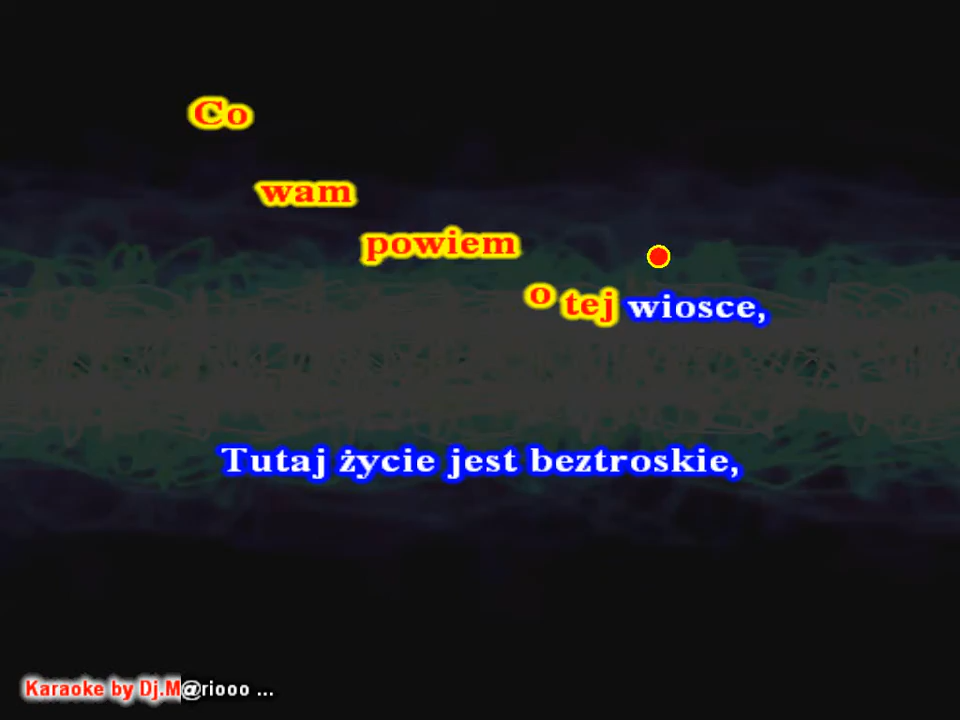 Co wam powiem o tej wiosce,
Tutaj życie jest beztroskie,
Karaoke by Dj.M@riooo ...